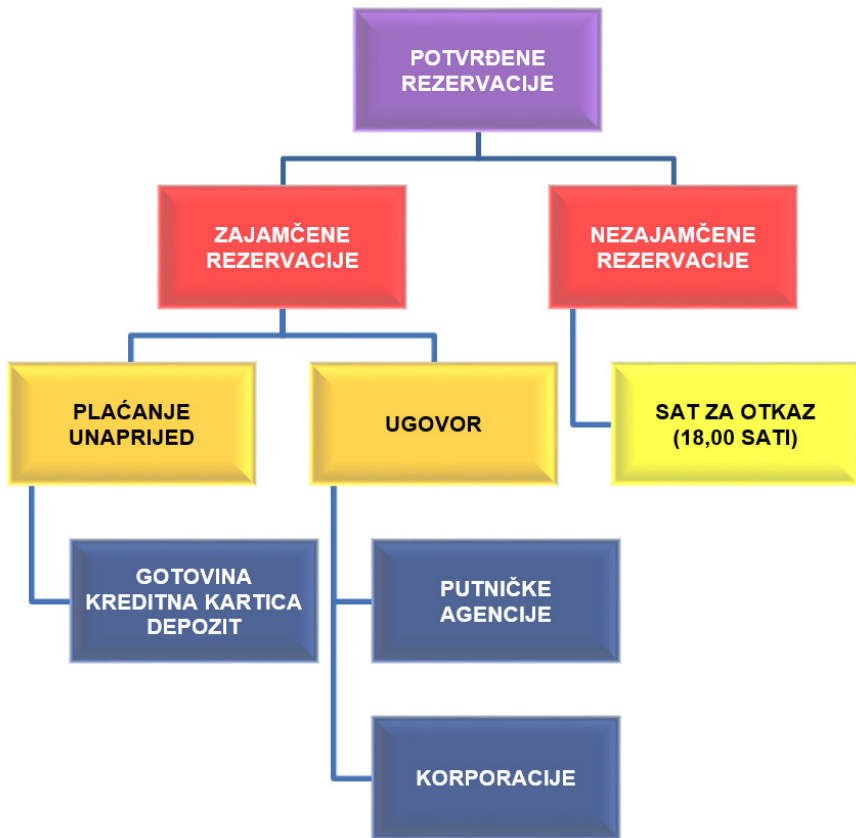 POTVRĐENE
REZERVACIJE
ZAJAMČENE
REZERVACIJE
NEZAJAMČENE
REZERVACIJE
PLAĆANJE
UNAPRIJED
UGOVOR
SAT ZA OTKAZ
(18,00 SATI)
GOTOVINA
KREDITNA KARTICA
DEPOZIT
PUTNIČKE
AGENCIJE
KORPORACIJE